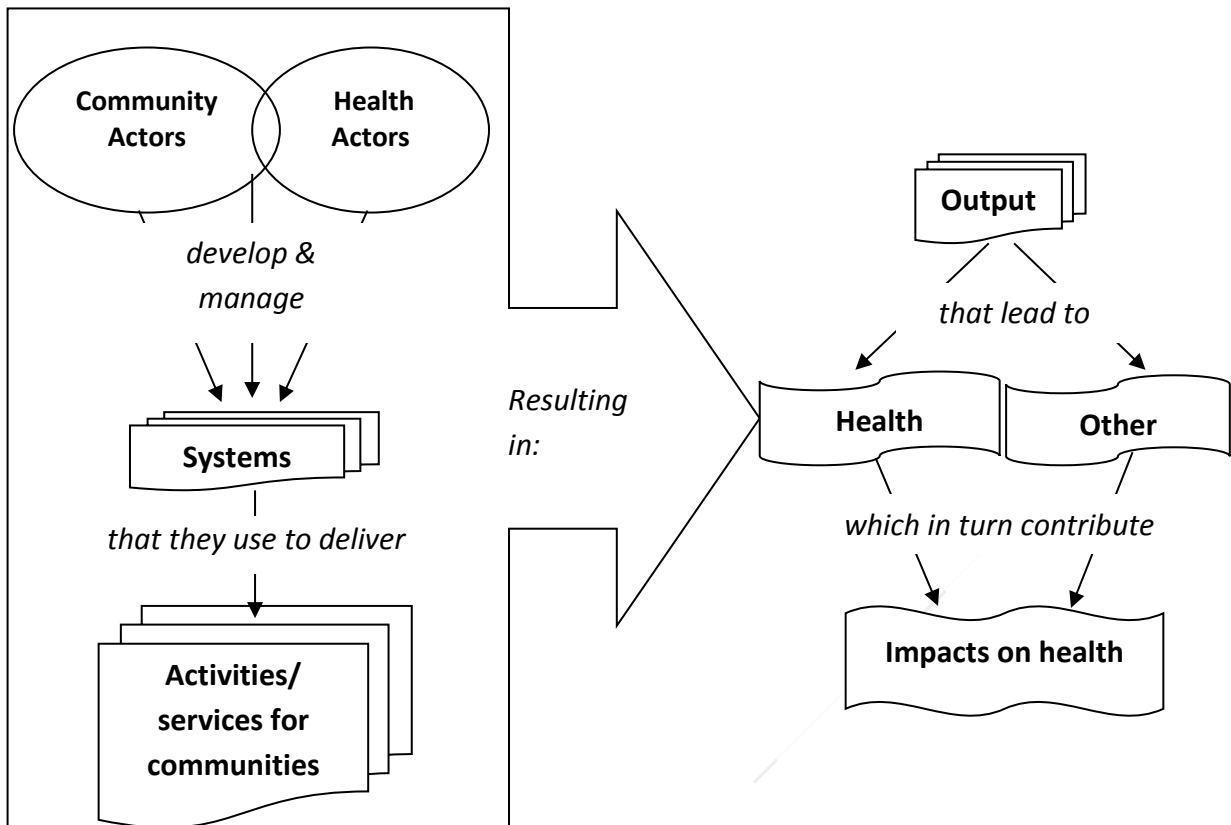 Community
Actors
Health
Actors
develop &
manage
Systems
that they use to deliver
Activities/
services for
communities
Resulting
in:
Output
that lead to
Health
Other
which in turn contribute
Impacts on health